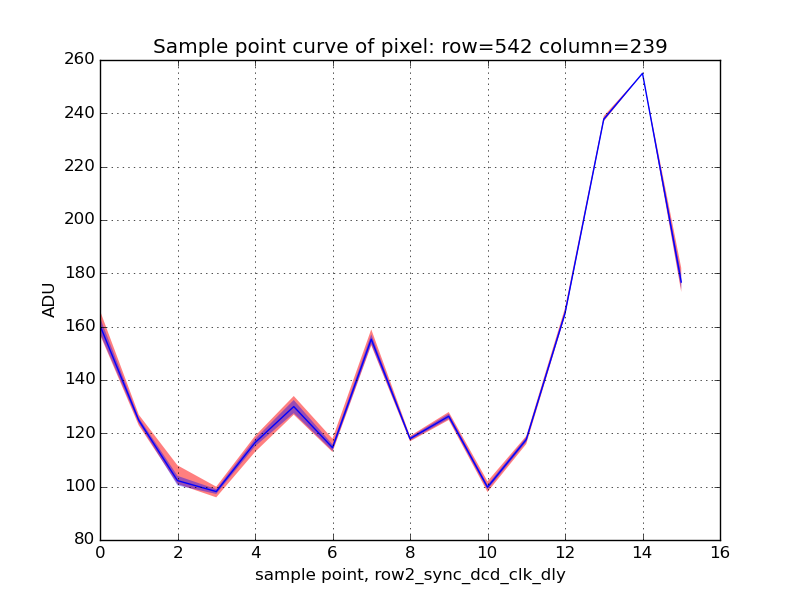 Sample point curve of pixel: row=542 column=239
260
240
220
200
180
160
140
120
100
80
ADU
0 2 4 6 8 10 12 14 16
sample point, row2_sync_dcd_clk_dly